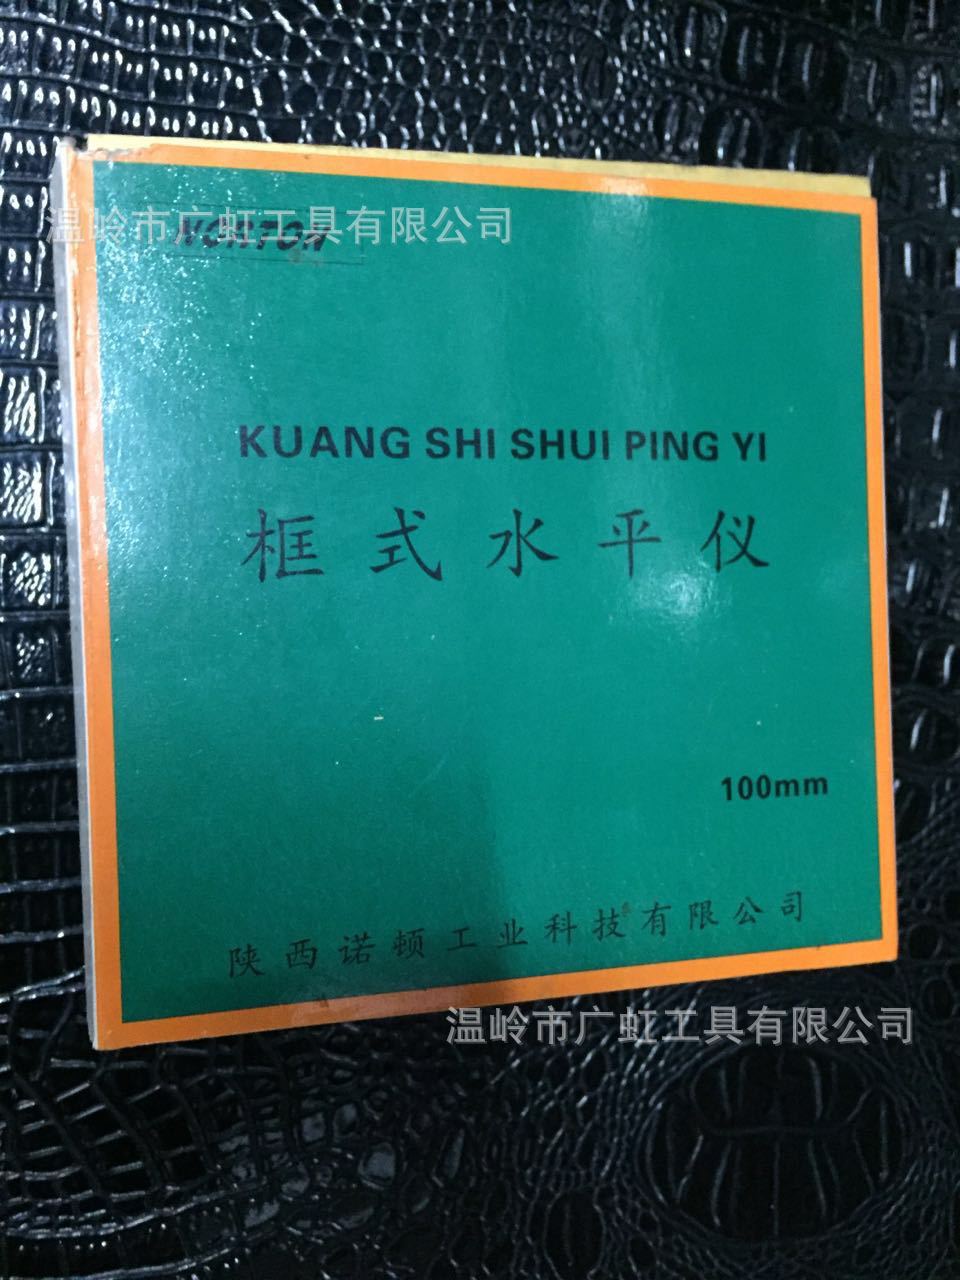 温岭市广虹工具有限公司
NORTON
KUANG SHI SHUI PING YI
框式水平仪
100mm
陕西诺顿工业科技有限公司
温岭市广虹工具有限公司